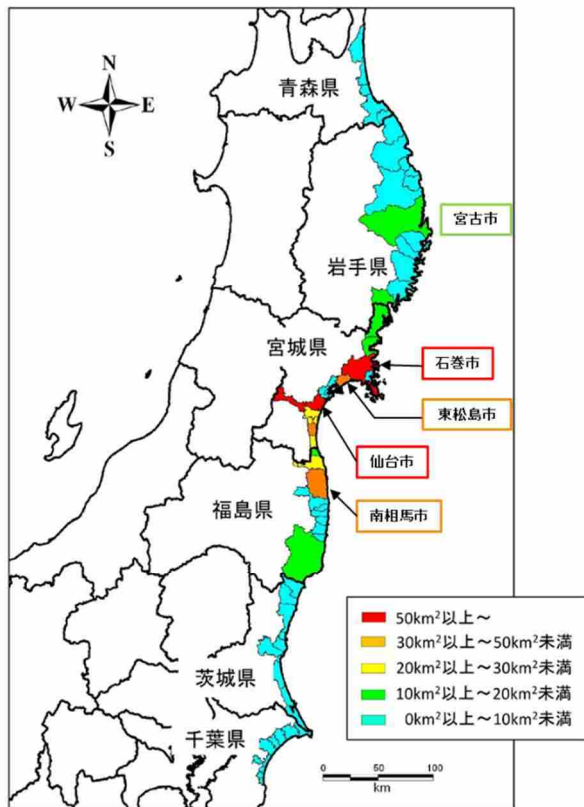 N
W E
S
青森県
宮古市
岩手県
宮城県
石巻市
東松島市
仙台市
福島県
南相馬市
50km²以上～
30km²以上～50km²未満
20km²以上～30km²未満
10km²以上～20km²未満
0km²以上～10km²未満
茨城県
千葉県
0 50 100
km